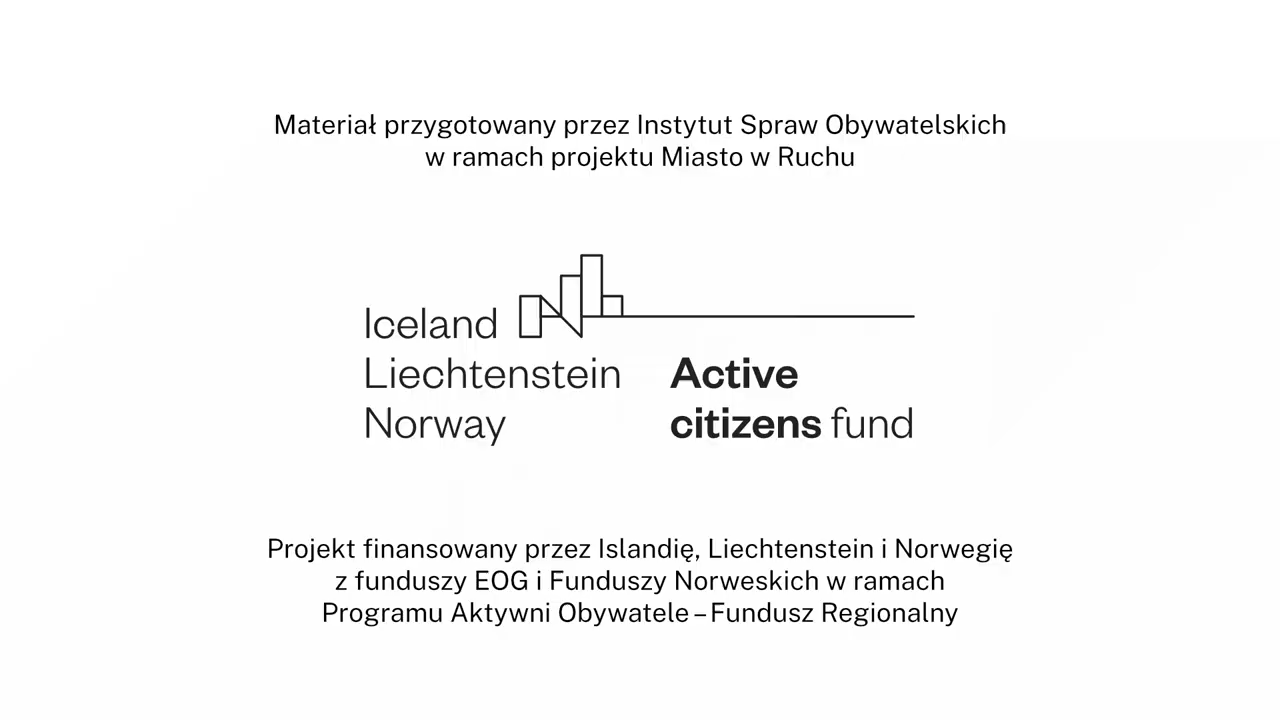 Materiał przygotowany przez Instytut Spraw Obywatelskich
w ramach projektu Miasto w Ruchu
Iceland
Liechtenstein
Norway
Active
citizens fund
Projekt finansowany przez Islandię, Liechtenstein i Norwegię
z funduszy EOG i Funduszy Norweskich w ramach
Programu Aktywni Obywatele – Fundusz Regionalny